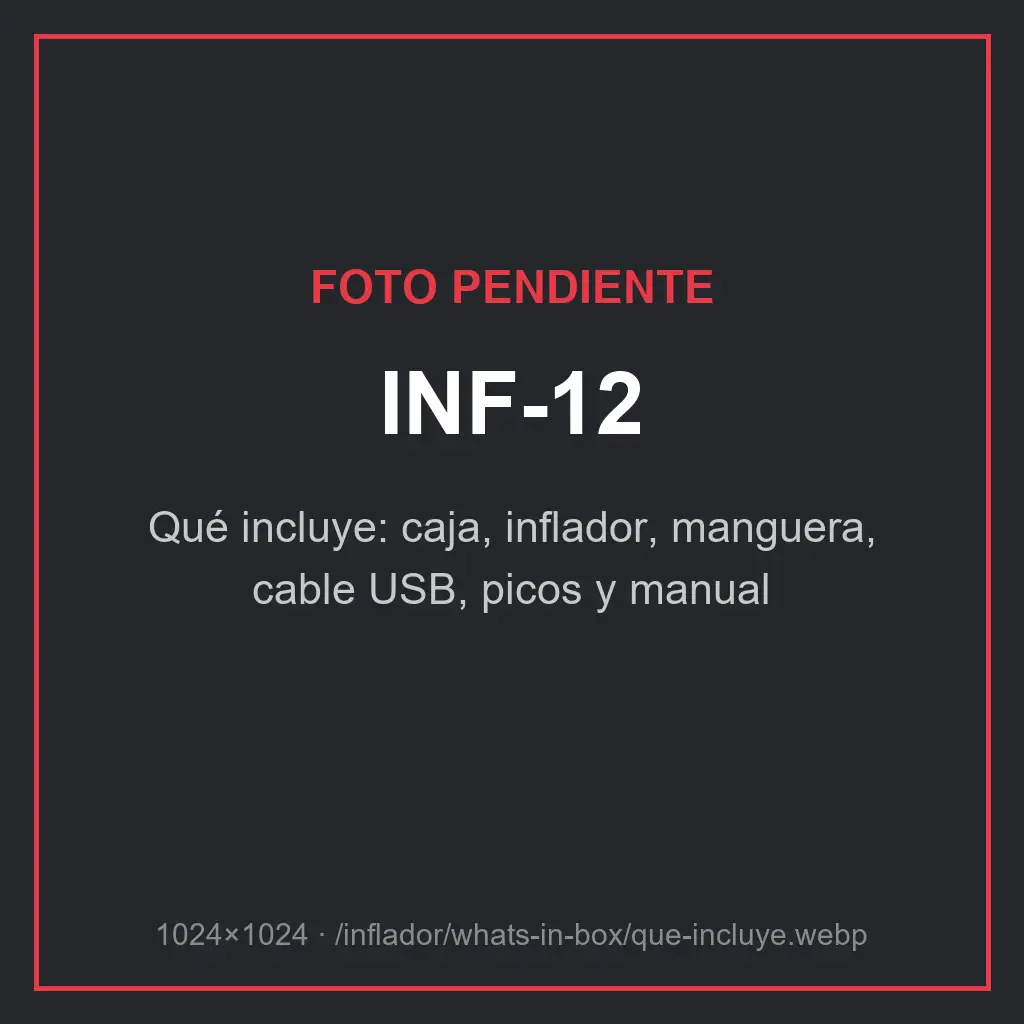 FOTO PENDIENTE
INF-12
Qué incluye: caja, inflador, manguera,
cable USB, picos y manual
1024×1024 · /inflador/whats-in-box/que-incluye.webp